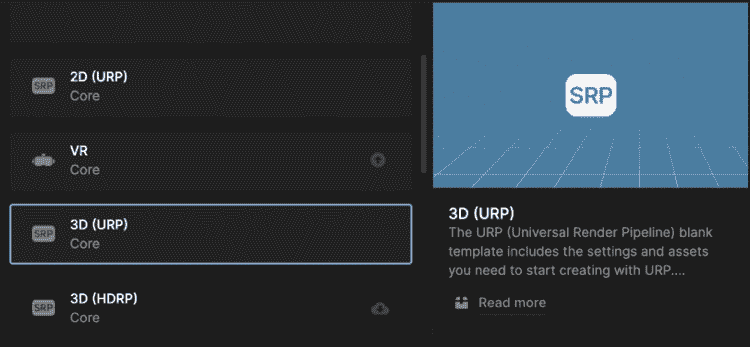 SRP
2D (URP)
Core
VR
Core
SRP
3D (URP)
Core
SRP
3D (HDRP)
Core
SRP
3D (URP)
The URP (Universal Render Pipeline) blank
template includes the settings and assets
you need to start creating with URP....
Read more